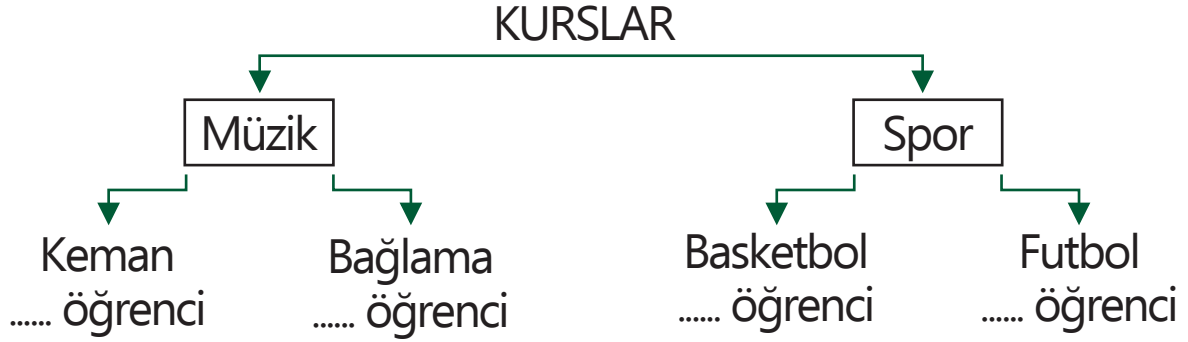 KURSLAR
Müzik
Spor
Keman
...... öğrenci
Bağlama
...... öğrenci
Basketbol
...... öğrenci
Futbol
...... öğrenci